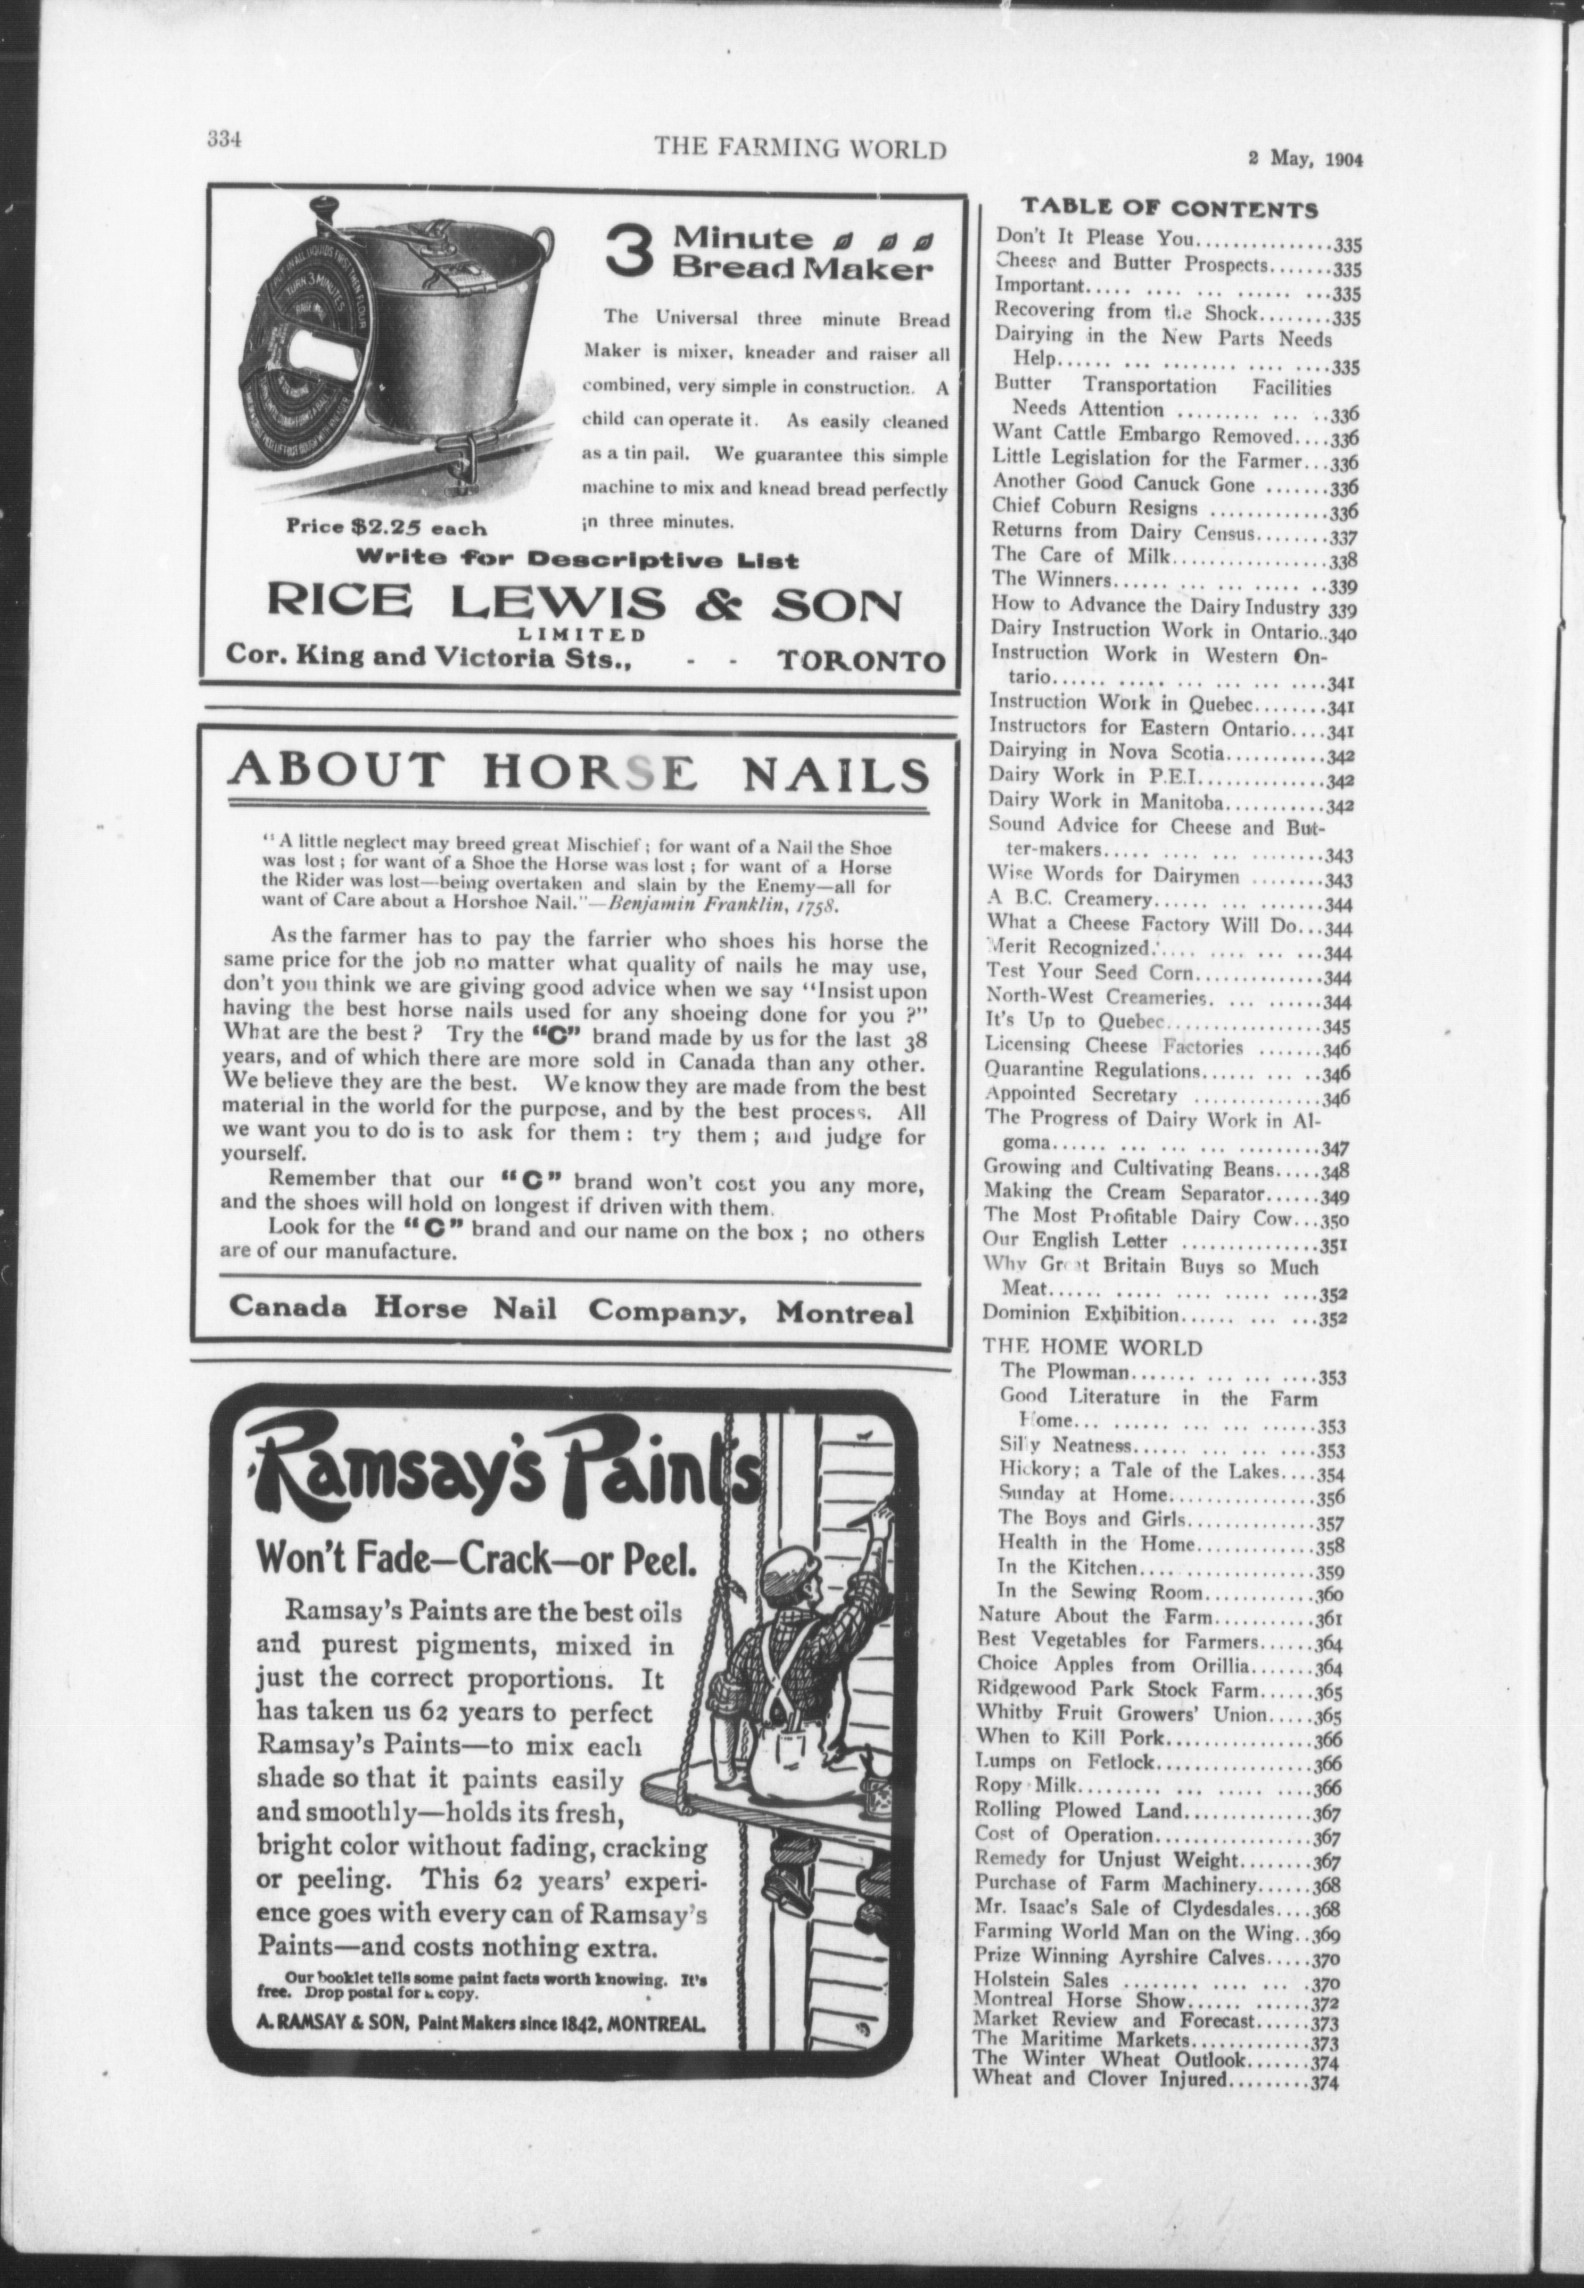 334
THE FARMING WORLD
2 May, 1904
3 Minute
Bread Maker
The Universal three minute Bread
Maker is mixer, kneader and raiser all
combined, very simple in construction. A
child can operate it. As easily cleaned
as a tin pail. We guarantee this simple
machine to mix and knead bread perfectly
in three minutes.
Price $2.25 each
Write for Descriptive List
RICE LEWIS & SON
LIMITED
Cor. King and Victoria Sts., - - TORONTO
ABOUT HORSE NAILS
"A little neglect may breed great Mischief; for want of a Nail the Shoe
was lost; for want of a Shoe the Horse was lost; for want of a Horse
the Rider was lost—being overtaken and slain by the Enemy—all for
want of Care about a Horshoe Nail."—Benjamin Franklin, 1758.
As the farmer has to pay the farrier who shoes his horse the
same price for the job no matter what quality of nails he may use,
don't you think we are giving good advice when we say "Insist upon
having the best horse nails used for any shoeing done for you?"
What are the best? Try the "C" brand made by us for the last 38
years, and of which there are more sold in Canada than any other.
We believe they are the best. We know they are made from the best
material in the world for the purpose, and by the best process. All
we want you to do is to ask for them: try them; and judge for
yourself.
Remember that our "C" brand won't cost you any more,
and the shoes will hold on longest if driven with them.
Look for the "C" brand and our name on the box; no others
are of our manufacture.
Canada Horse Nail Company, Montreal
Ramsay's Paints
Won't Fade—Crack—or Peel.
Ramsay's Paints are the best oils
and purest pigments, mixed in
just the correct proportions. It
has taken us 62 years to perfect
Ramsay's Paints—to mix each
shade so that it paints easily
and smoothly—holds its fresh,
bright color without fading, cracking
or peeling. This 62 years' experi-
ence goes with every can of Ramsay's
Paints—and costs nothing extra.
Our booklet tells some paint facts worth knowing. It's
free. Drop postal for a copy.
A. RAMSAY & SON, Paint Makers since 1842, MONTREAL.
TABLE OF CONTENTS
Don't It Please You...............335
Cheese and Butter Prospects.......335
Important..... .... ... ...... ...335
Recovering from the Shock........335
Dairying in the New Parts Needs
Help...... ... ........ .... ....335
Butter Transportation Facilities
Needs Attention ......... ... ..336
Want Cattle Embargo Removed....336
Little Legislation for the Farmer...336
Another Good Canuck Gone .......336
Chief Coburn Resigns .............336
Returns from Dairy Census........337
The Care of Milk.................338
The Winners...... ... ... ..... ..339
How to Advance the Dairy Industry 339
Dairy Instruction Work in Ontario..340
Instruction Work in Western On-
tario...... ..... ... ... ... ....341
Instruction Work in Quebec........341
Instructors for Eastern Ontario....341
Dairying in Nova Scotia...........342
Dairy Work in P.E.I..............342
Dairy Work in Manitoba...........342
Sound Advice for Cheese and But-
ter-makers..... .... ... ........343
Wise Words for Dairymen ........343
A B.C. Creamery...... ... .......344
What a Cheese Factory Will Do...344
Merit Recognized..... .... ... ...344
Test Your Seed Corn..............344
North-West Creameries. ... ......344
It's Up to Quebec.................345
Licensing Cheese Factories .......346
Quarantine Regulations...... ... ..346
Appointed Secretary ..............346
The Progress of Dairy Work in Al-
goma...... ... ... ... .........347
Growing and Cultivating Beans.....348
Making the Cream Separator......349
The Most Profitable Dairy Cow...350
Our English Letter ...............351
Why Great Britain Buys so Much
Meat...... ..... .... ..... ....352
Dominion Exhibition...... ... ...352
THE HOME WORLD
The Plowman....... ... ... ....353
Good Literature in the Farm
Home... ...... ... ... ......353
Silly Neatness...... ... ... ....353
Hickory; a Tale of the Lakes....354
Sunday at Home................356
The Boys and Girls..............357
Health in the Home.............358
In the Kitchen.... ..............359
In the Sewing Room............360
Nature About the Farm...........361
Best Vegetables for Farmers......364
Choice Apples from Orillia.......364
Ridgewood Park Stock Farm......365
Whitby Fruit Growers' Union.....365
When to Kill Pork................366
Lumps on Fetlock.................366
Ropy Milk......... ... ..... ....366
Rolling Plowed Land..............367
Cost of Operation.................367
Remedy for Unjust Weight........367
Purchase of Farm Machinery......368
Mr. Isaac's Sale of Clydesdales....368
Farming World Man on the Wing..369
Prize Winning Ayrshire Calves.....370
Holstein Sales ........ .... ... .370
Montreal Horse Show...... ......372
Market Review and Forecast......373
The Maritime Markets.............373
The Winter Wheat Outlook.......374
Wheat and Clover Injured.........374